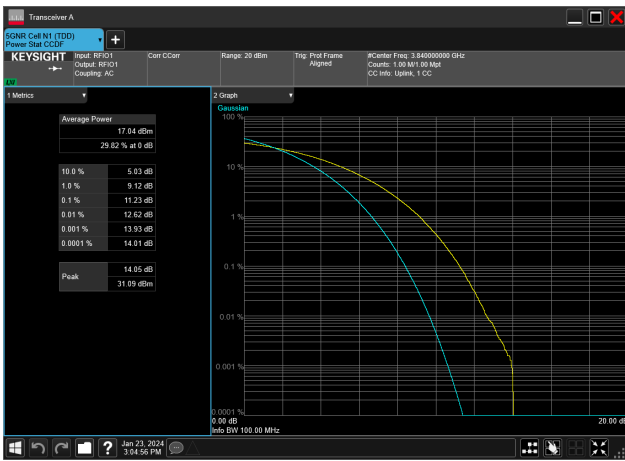 Transceiver A
5GNR Cell N1 (TDD)
Power Stat CCDF
KEYSIGHT
Input: RFIO1
Output: RFIO1
Coupling: AC
Corr CCorr
Range: 20 dBm
Trig: Prot Frame
Aligned
#Center Freq: 3.840000000 GHz
Counts: 1.00 M/1.00 Mpt
CC Info: Uplink, 1 CC
1 Metrics
Average Power
17.04 dBm
29.82 % at 0 dB
10.0 % 5.03 dB
1.0 % 9.12 dB
0.1 % 11.23 dB
0.01 % 12.62 dB
0.001 % 13.93 dB
0.0001 % 14.01 dB
Peak 14.05 dB
31.09 dBm
2 Graph
Gaussian
100 %
10 %
1 %
0.1 %
0.01 %
0.001 %
0.0001 %
0.00 dB
20.00 dB
Info BW 100.00 MHz
Jan 23, 2024
3:04:56 PM